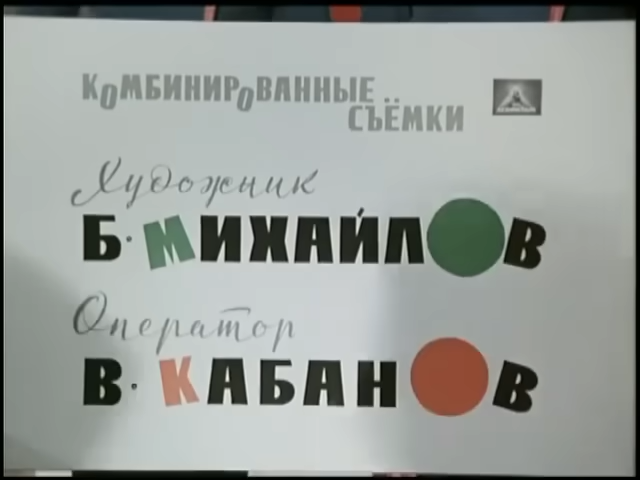 КОМБИНИРОВАННЫЕ
СЪЁМКИ
Художник
Б. МИХАЙЛОВ
Оператор
В. КАБАНОВ